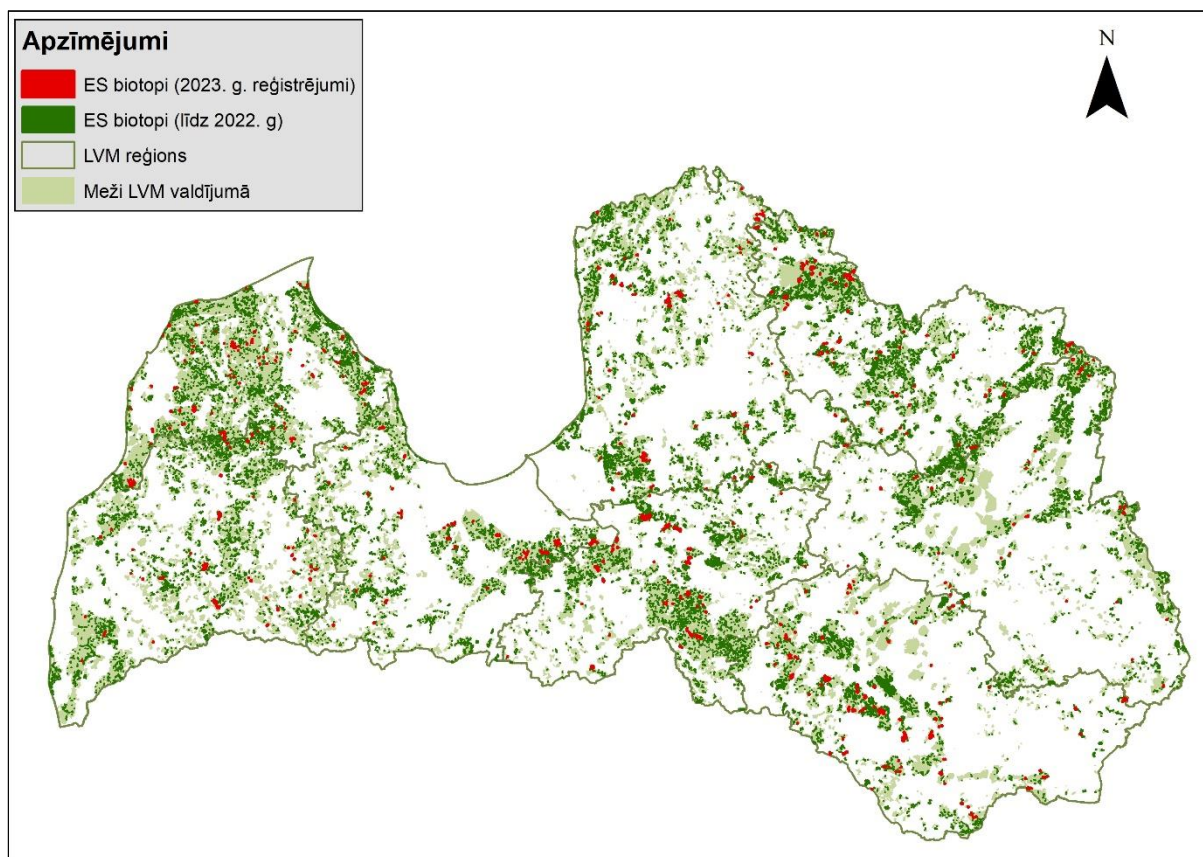 Apzīmējumi
ES biotopi (2023. g. reģistrējumi)
ES biotopi (līdz 2022. g)
LVM reģions
Meži LVM valdījumā
N